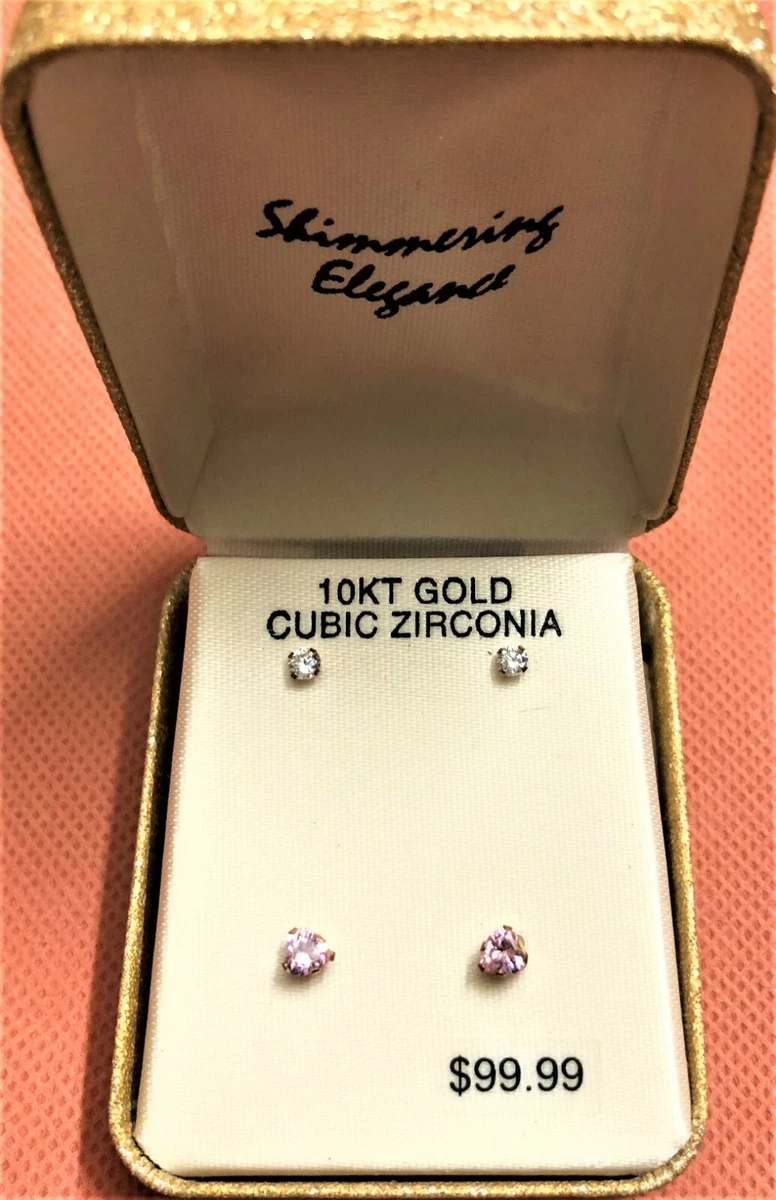 Shimmering
Elegance
10KT GOLD
CUBIC ZIRCONIA
$99.99